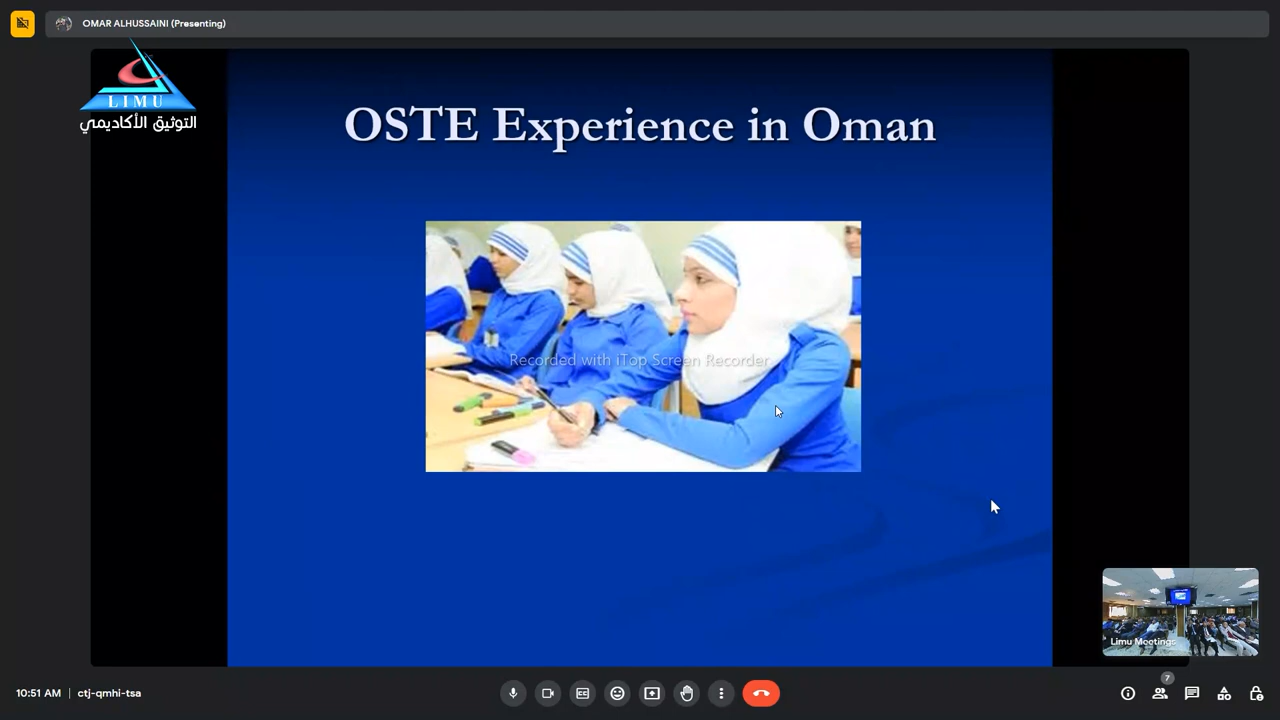 OMAR ALHUSSAINI (Presenting)
LIMU
التوثيق الأكاديمي
OSTE Experience in Oman
Recorded with iTop Screen Recorder
Limu Meetings
7
10:51 AM | ctj-qmhi-tsa